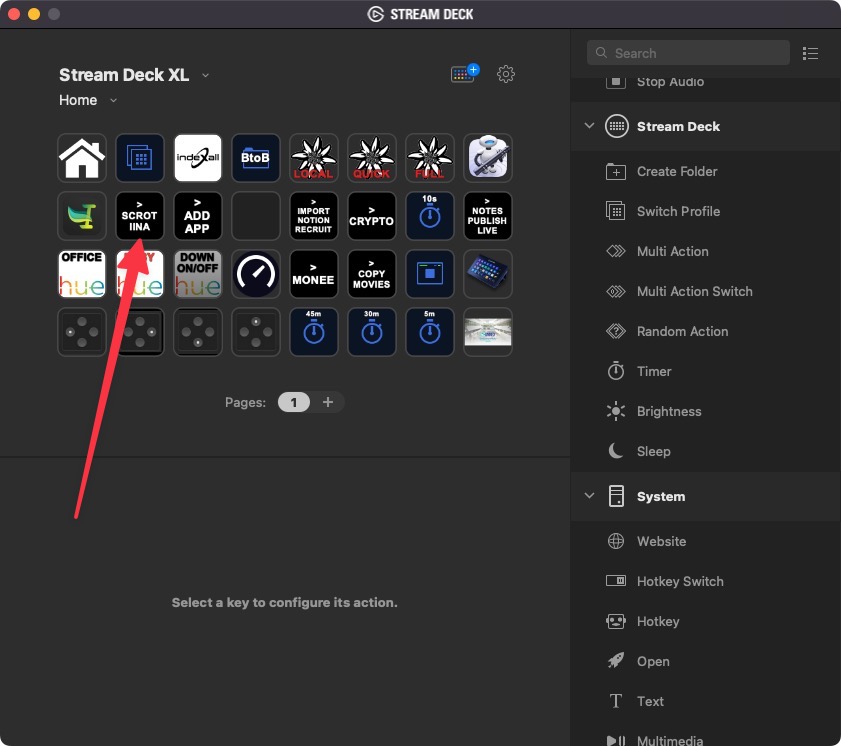 STREAM DECK
Stream Deck XL
Home
Search
Stop Audio
Stream Deck
Create Folder
Switch Profile
Multi Action
Multi Action Switch
Random Action
Timer
Brightness
Sleep
System
Website
Hotkey Switch
Hotkey
Open
Text
Multimedia
indeXall
BtoB
LOCAL
QUICK
FULL
>
SCROT
IINA
>
ADD
APP
>
IMPORT
NOTION
RECRUIT
>
CRYPTO
10s
>
NOTES
PUBLISH
LIVE
OFFICE
hue
hue
DOWN
ON/OFF
hue
>
MONEE
>
COPY
MOVIES
45m
30m
5m
Pages:
1
+
Select a key to configure its action.